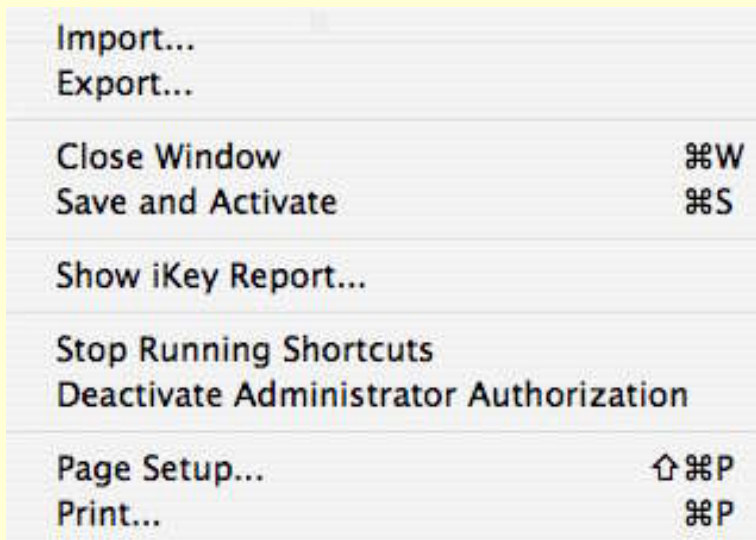 Import...
Export...
Close Window ⌘W
Save and Activate ⌘S
Show iKey Report...
Stop Running Shortcuts
Deactivate Administrator Authorization
Page Setup... ⇧⌘P
Print... ⌘P